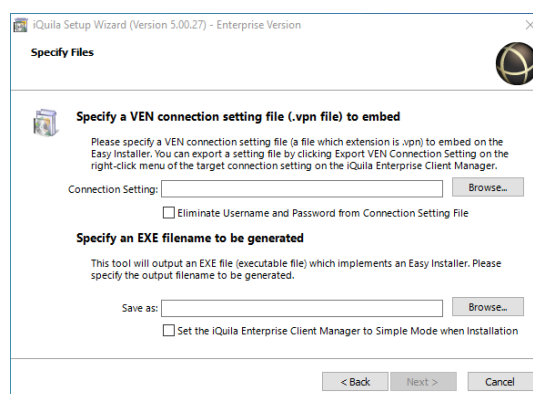 iQuila Setup Wizard (Version 5.00.27) - Enterprise Version
Specify Files
Specify a VEN connection setting file (.vpn file) to embed
Please specify a VEN connection setting file (a file which extension is .vpn) to embed on the
Easy Installer. You can export a setting file by clicking Export VEN Connection Setting on the
right-click menu of the target connection setting on the iQuila Enterprise Client Manager.
Connection Setting: Browse...
Eliminate Username and Password from Connection Setting File
Specify an EXE filename to be generated
This tool will output an EXE file (executable file) which implements an Easy Installer. Please
specify the output filename to be generated.
Save as: Browse...
Set the iQuila Enterprise Client Manager to Simple Mode when Installation
< Back Next > Cancel